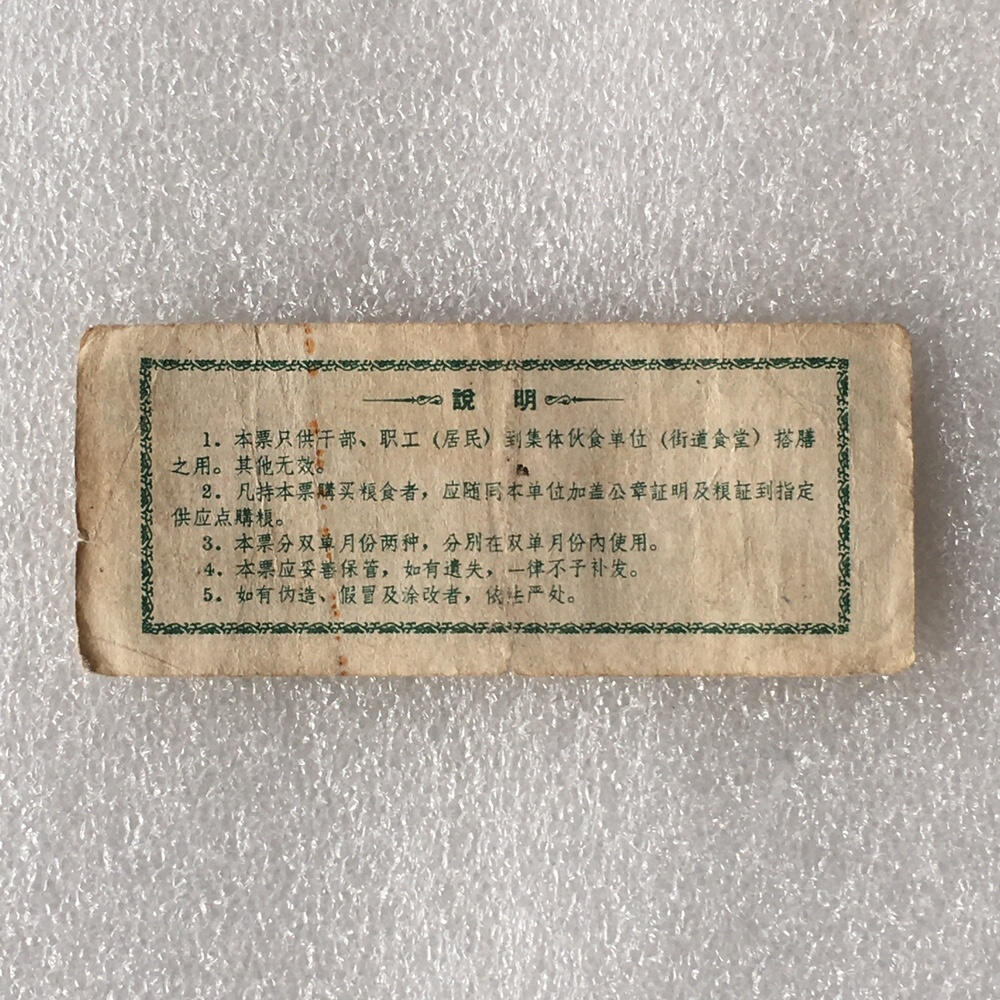 說 明
1. 本票只供干部、职工（居民）到集体伙食单位（街道食堂）搭膳
之用。其他无效。
2. 凡持本票購买粮食者，应随同本单位加盖公章証明及粮証到指定
供应点購粮。
3. 本票分双单月份两种，分別在双单月份內使用。
4. 本票应妥善保管，如有遺失，一律不予补发。
5. 如有伪造、假冒及涂改者，依法严处。